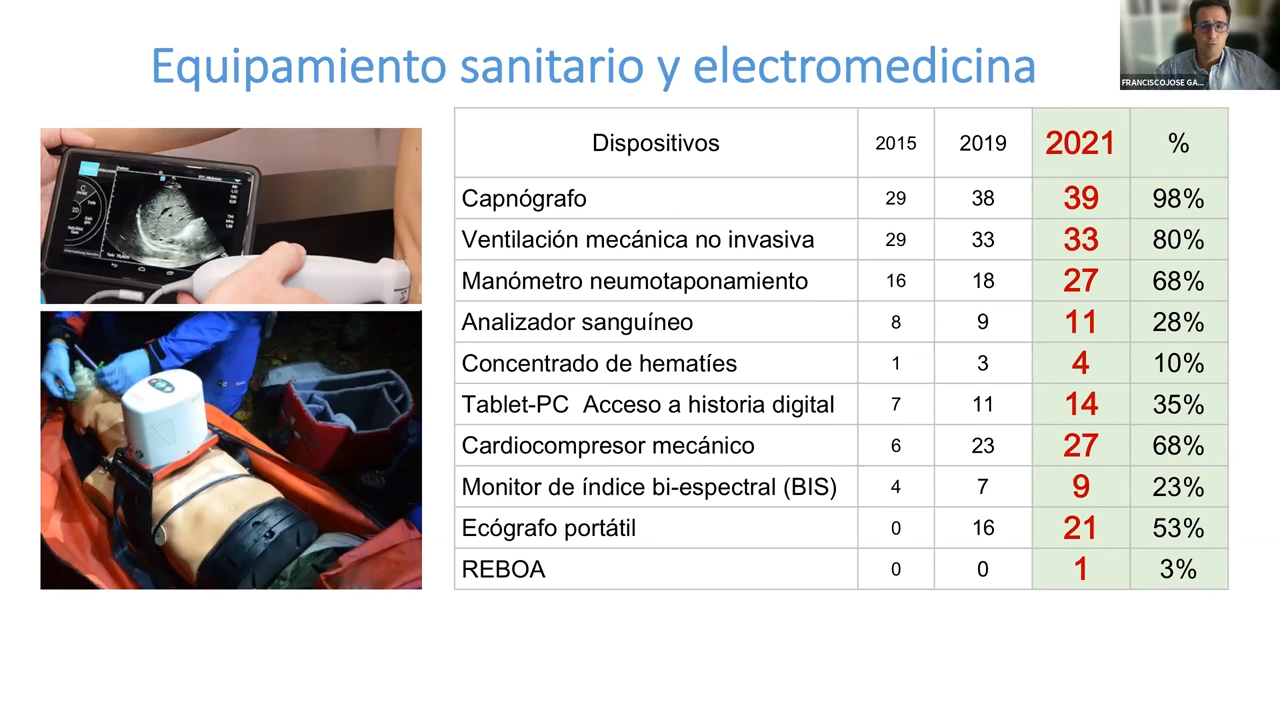 Equipamiento sanitario y electromedicina
FRANCISCO JOSE GA...
Dispositivos 2015 2019 2021 %
Capnógrafo 29 38 39 98%
Ventilación mecánica no invasiva 29 33 33 80%
Manómetro neumotaponamiento 16 18 27 68%
Analizador sanguíneo 8 9 11 28%
Concentrado de hematíes 1 3 4 10%
Tablet-PC Acceso a historia digital 7 11 14 35%
Cardiocompresor mecánico 6 23 27 68%
Monitor de índice bi-espectral (BIS) 4 7 9 23%
Ecógrafo portátil 0 16 21 53%
REBOA 0 0 1 3%
2D